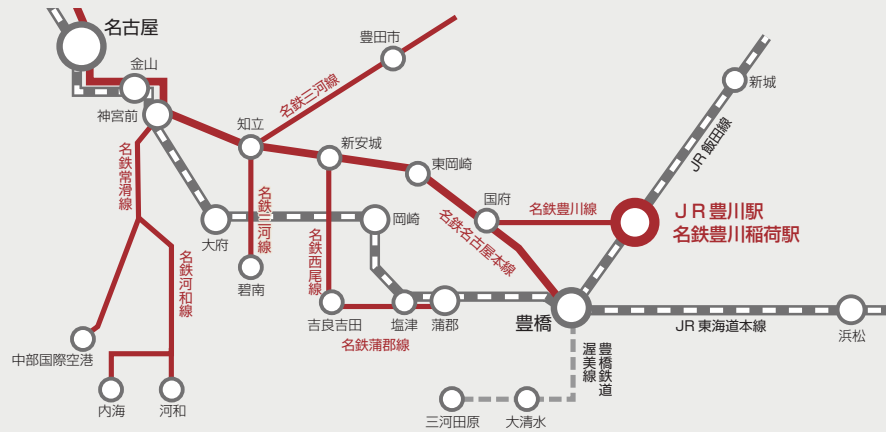 名古屋
金山
神宮前
豊田市
名鉄三河線
知立
新安城
東岡崎
新城
JR 飯田線
国府
名鉄豊川線
JR豊川駅
名鉄豊川稲荷駅
名鉄常滑線
名鉄三河線
名鉄西尾線
名鉄名古屋本線
岡崎
大府
名鉄河和線
碧南
吉良吉田
塩津
蒲郡
名鉄蒲郡線
豊橋
JR 東海道本線
浜松
中部国際空港
内海
河和
豊橋鉄道
渥美線
三河田原
大清水